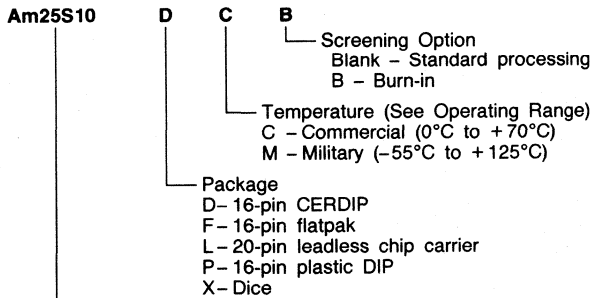 Am25S10 D C B
Screening Option
Blank – Standard processing
B – Burn-in
Temperature (See Operating Range)
C – Commercial (0°C to +70°C)
M – Military (–55°C to +125°C)
Package
D– 16-pin CERDIP
F – 16-pin flatpak
L – 20-pin leadless chip carrier
P – 16-pin plastic DIP
X – Dice